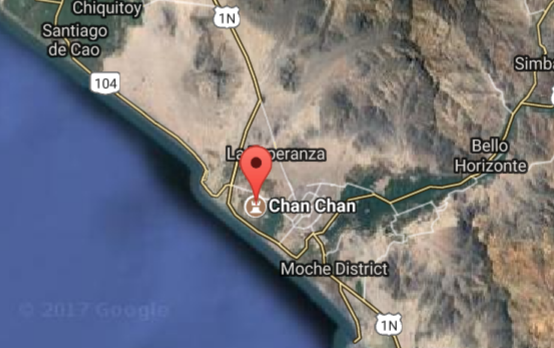 Chiquitoy
1N
Santiago
de Cao
Simba
104
La Esperanza
Bello
Horizonte
Chan Chan
Moche District
© 2017 Google
1N